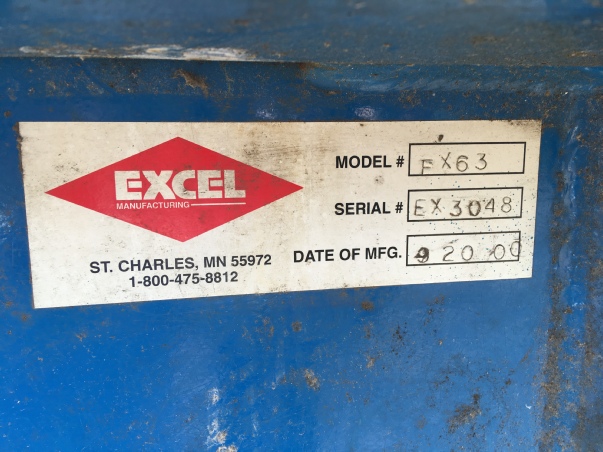 EXCEL
MANUFACTURING
ST. CHARLES, MN 55972
1-800-475-8812
MODEL # EX63
SERIAL # EX3048
DATE OF MFG. 9 20 00